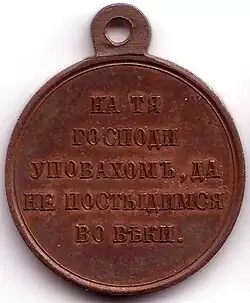 НА ТЯ
ГОСПОДИ
УПОВАХОМЪ, ДА
НЕ ПОСТЫДИМСЯ
ВО ВѢКИ.